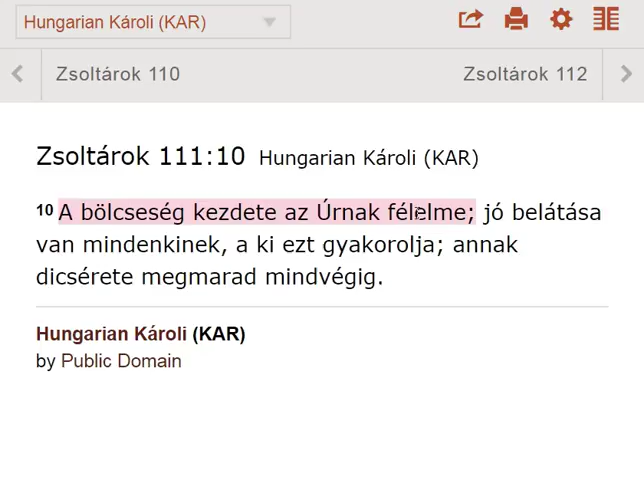 Hungarian Károli (KAR)
Zsoltárok 110
Zsoltárok 112
Zsoltárok 111:10 Hungarian Károli (KAR)
10 A bölcseség kezdete az Úrnak félelme; jó belátása
van mindenkinek, a ki ezt gyakorolja; annak
dicsérete megmarad mindvégig.
Hungarian Károli (KAR)
by Public Domain